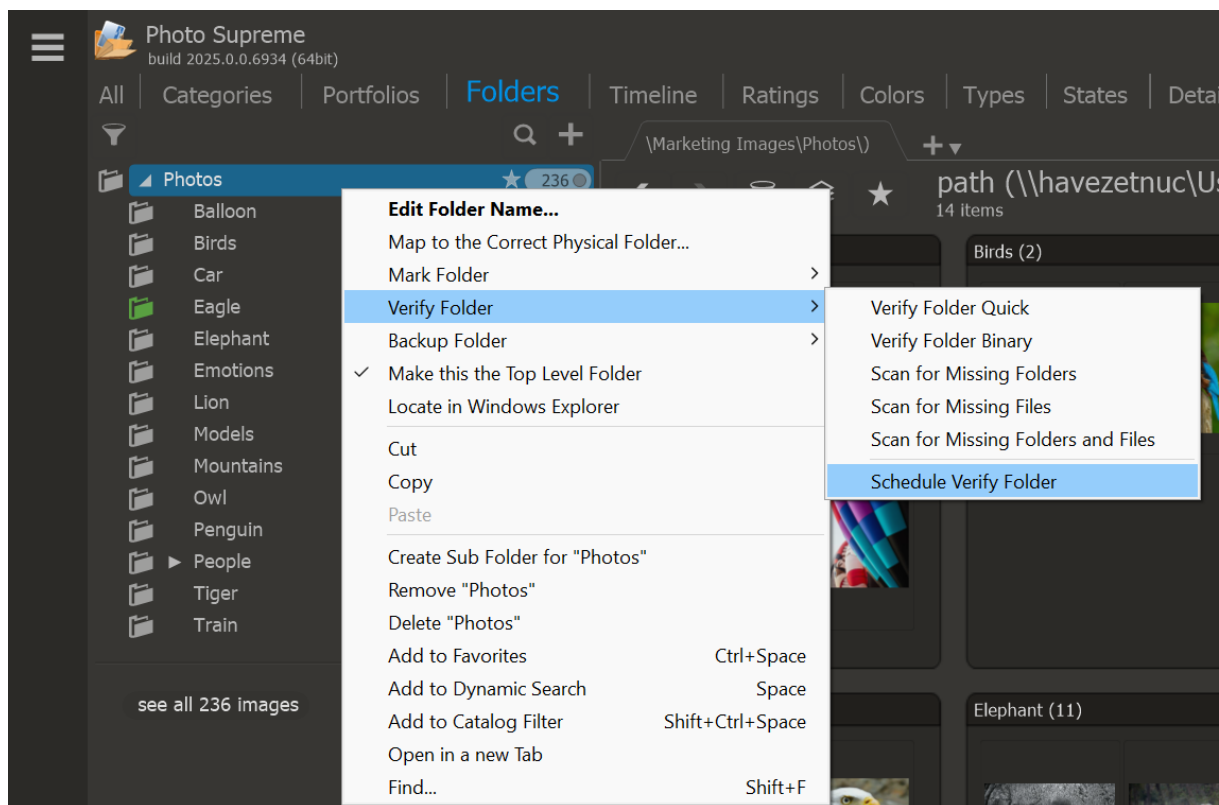 Photo Supreme
build 2025.0.0.6934 (64bit)
All
Categories
Portfolios
Folders
Timeline
Ratings
Colors
Types
States
\Marketing Images\Photos\)
Photos
236
Balloon
Birds
Car
Eagle
Elephant
Emotions
Lion
Models
Mountains
Owl
Penguin
People
Tiger
Train
see all 236 images
Edit Folder Name...
Map to the Correct Physical Folder...
Mark Folder
Verify Folder
Backup Folder
Make this the Top Level Folder
Locate in Windows Explorer
Cut
Copy
Paste
Create Sub Folder for "Photos"
Remove "Photos"
Delete "Photos"
Add to Favorites Ctrl+Space
Add to Dynamic Search Space
Add to Catalog Filter Shift+Ctrl+Space
Open in a new Tab
Find... Shift+F
Verify Folder Quick
Verify Folder Binary
Scan for Missing Folders
Scan for Missing Files
Scan for Missing Folders and Files
Schedule Verify Folder
path (\\havezetnuc\Us
14 items
Birds (2)
Elephant (11)